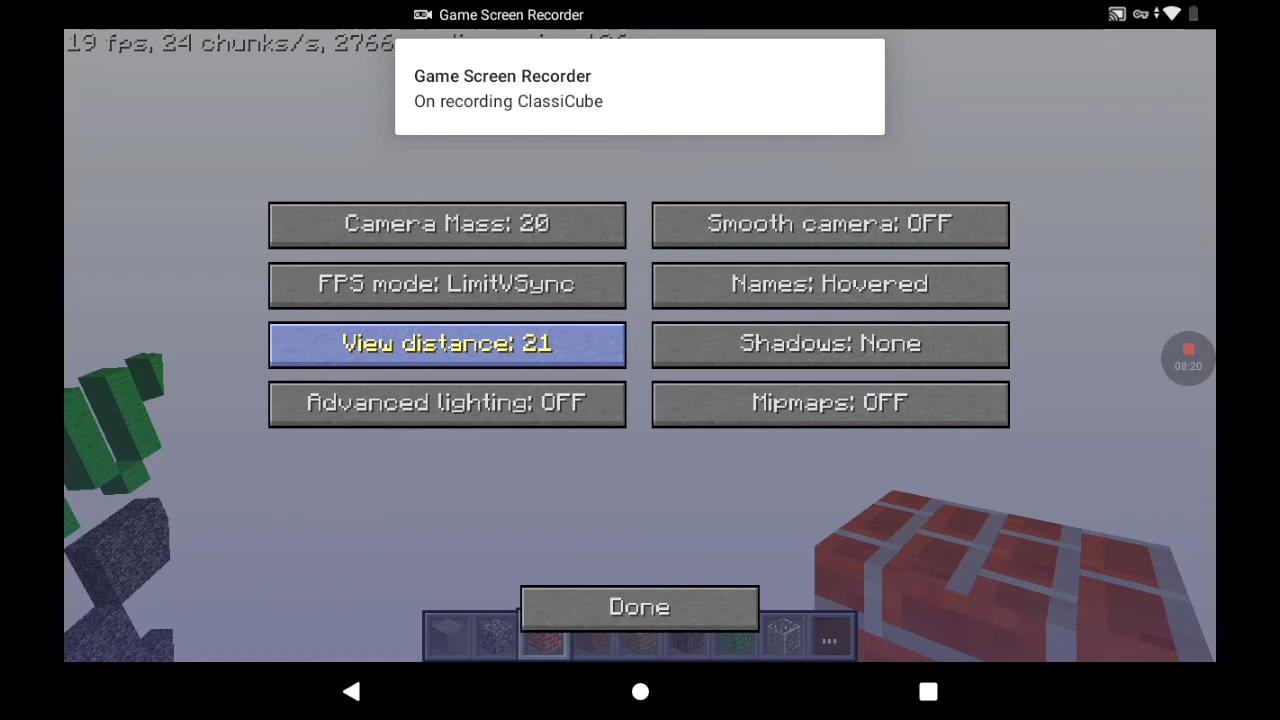 Game Screen Recorder
19 fps, 24 chunks/s, 2766
Game Screen Recorder
On recording ClassiCube
Camera Mass: 20
Smooth camera: OFF
FPS mode: LimitVSync
Names: Hovered
View distance: 21
Shadows: None
08:20
Advanced lighting: OFF
Mipmaps: OFF
Done
...